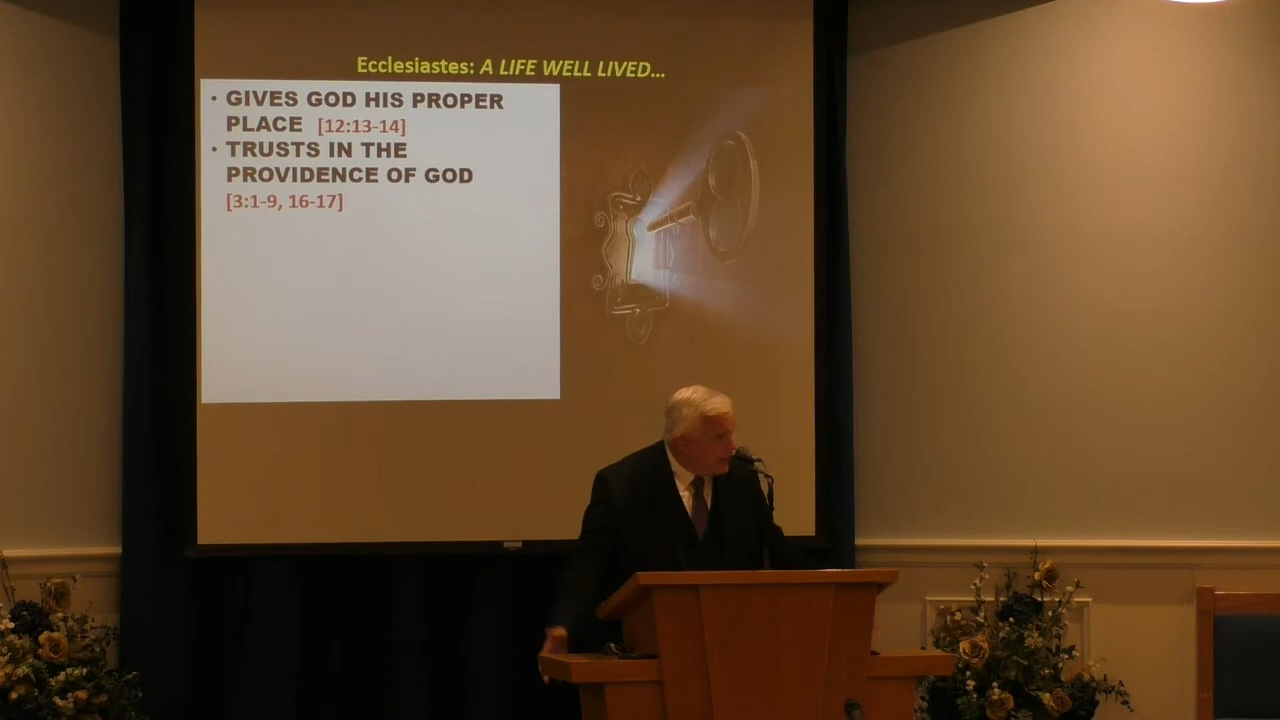 Ecclesiastes: A LIFE WELL LIVED...
• GIVES GOD HIS PROPER
PLACE [12:13-14]
• TRUSTS IN THE
PROVIDENCE OF GOD
[3:1-9, 16-17]